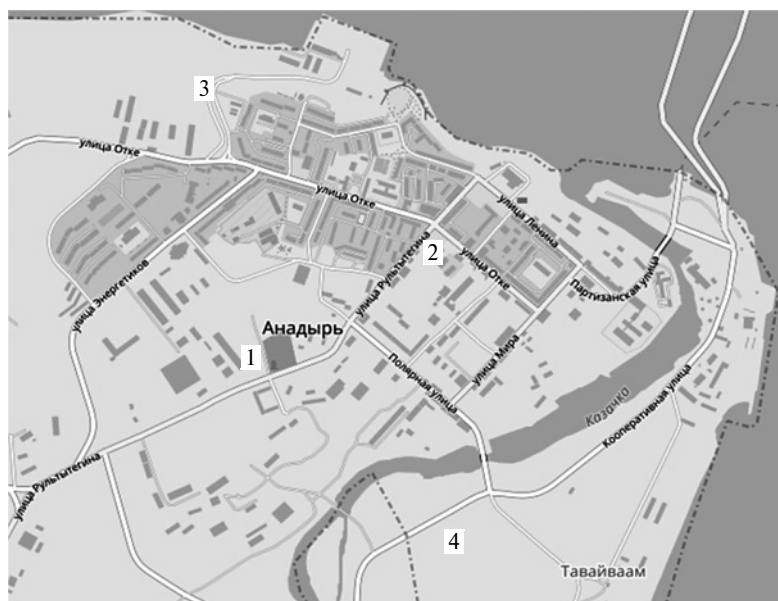 3
улица Отке
улица Отке
улица Ленина
2
улица Рультытегина
улица Отке
Партизанская улица
улица Энергетиков
Анадырь
1
Полярная улица
улица Мира
Казачка
Кооперативная улица
улица Рультытегина
4
Тавайваам